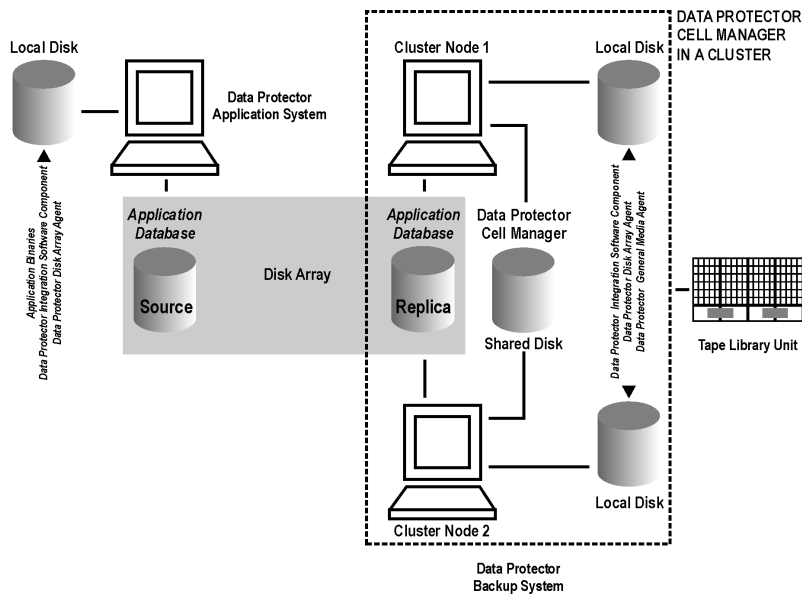 DATA PROTECTOR
CELL MANAGER
IN A CLUSTER
Local Disk
Cluster Node 1
Local Disk
Data Protector
Application System
Application Binaries
Data Protector Integration Software Component
Data Protector Disk Array Agent
Application
Database
Source
Disk Array
Application
Database
Replica
Data Protector
Cell Manager
Shared Disk
Data Protector Integration Software Component
Data Protector Disk Array Agent
Data Protector General Media Agent
Tape Library Unit
Cluster Node 2
Local Disk
Data Protector
Backup System